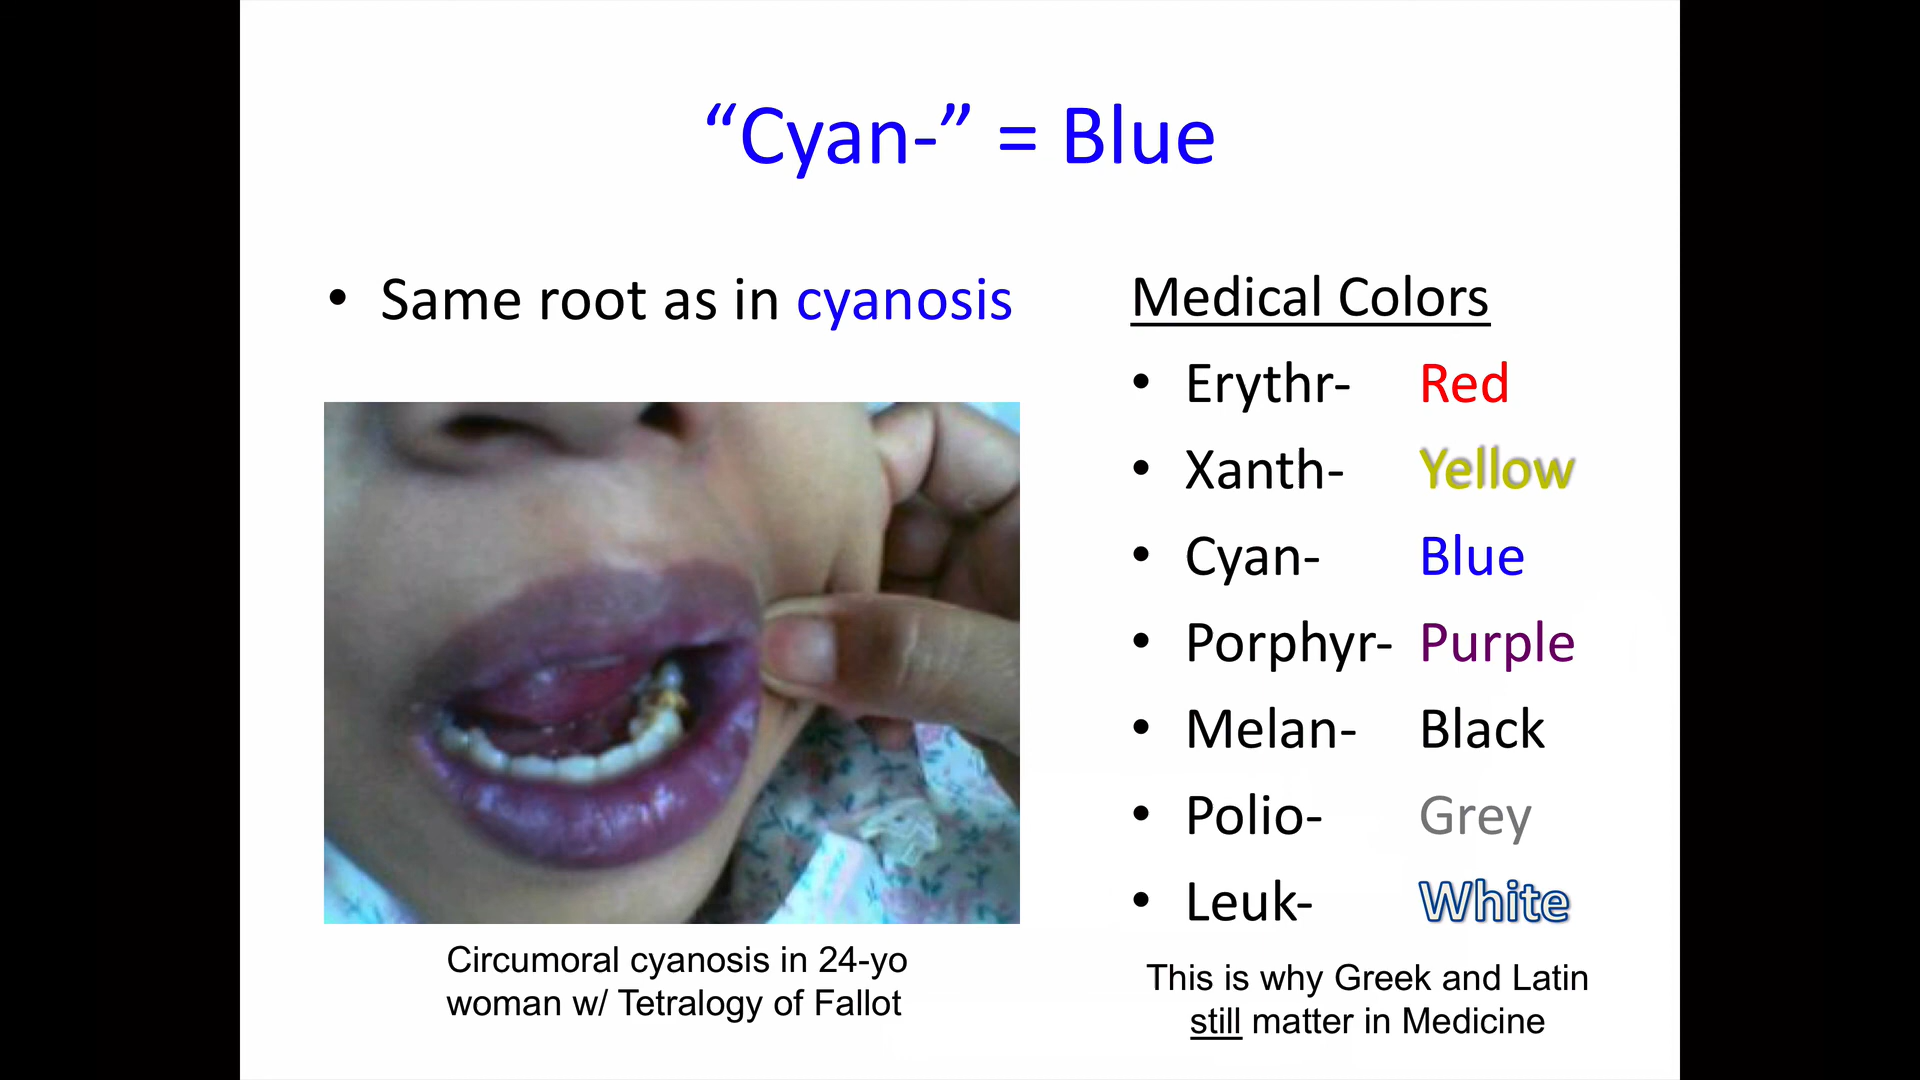 “Cyan-” = Blue
• Same root as in cyanosis
Circumoral cyanosis in 24-yo
woman w/ Tetralogy of Fallot
Medical Colors
• Erythr- Red
• Xanth- Yellow
• Cyan- Blue
• Porphyr- Purple
• Melan- Black
• Polio- Grey
• Leuk- White
This is why Greek and Latin
still matter in Medicine